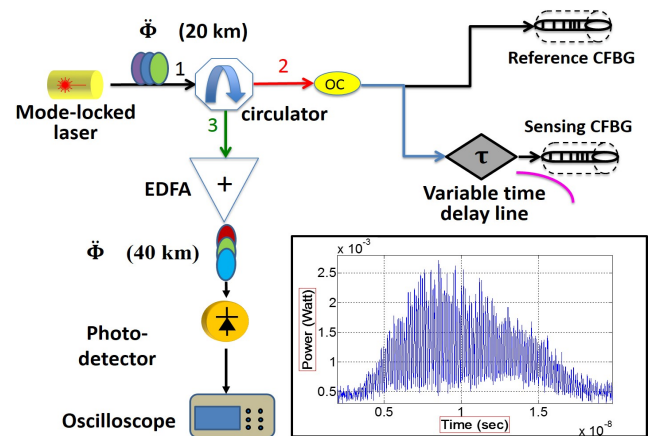 Φ̈ (20 km)
1
2
3
Mode-locked
laser
circulator
OC
Reference CFBG
Sensing CFBG
τ
Variable time
delay line
EDFA
+
Φ̈ (40 km)
Photo-
detector
Oscilloscope
x 10⁻³
2.5
2
1.5
1
0.5
Power (Watt)
0.5
1
1.5
Time (sec)
x 10⁻⁸